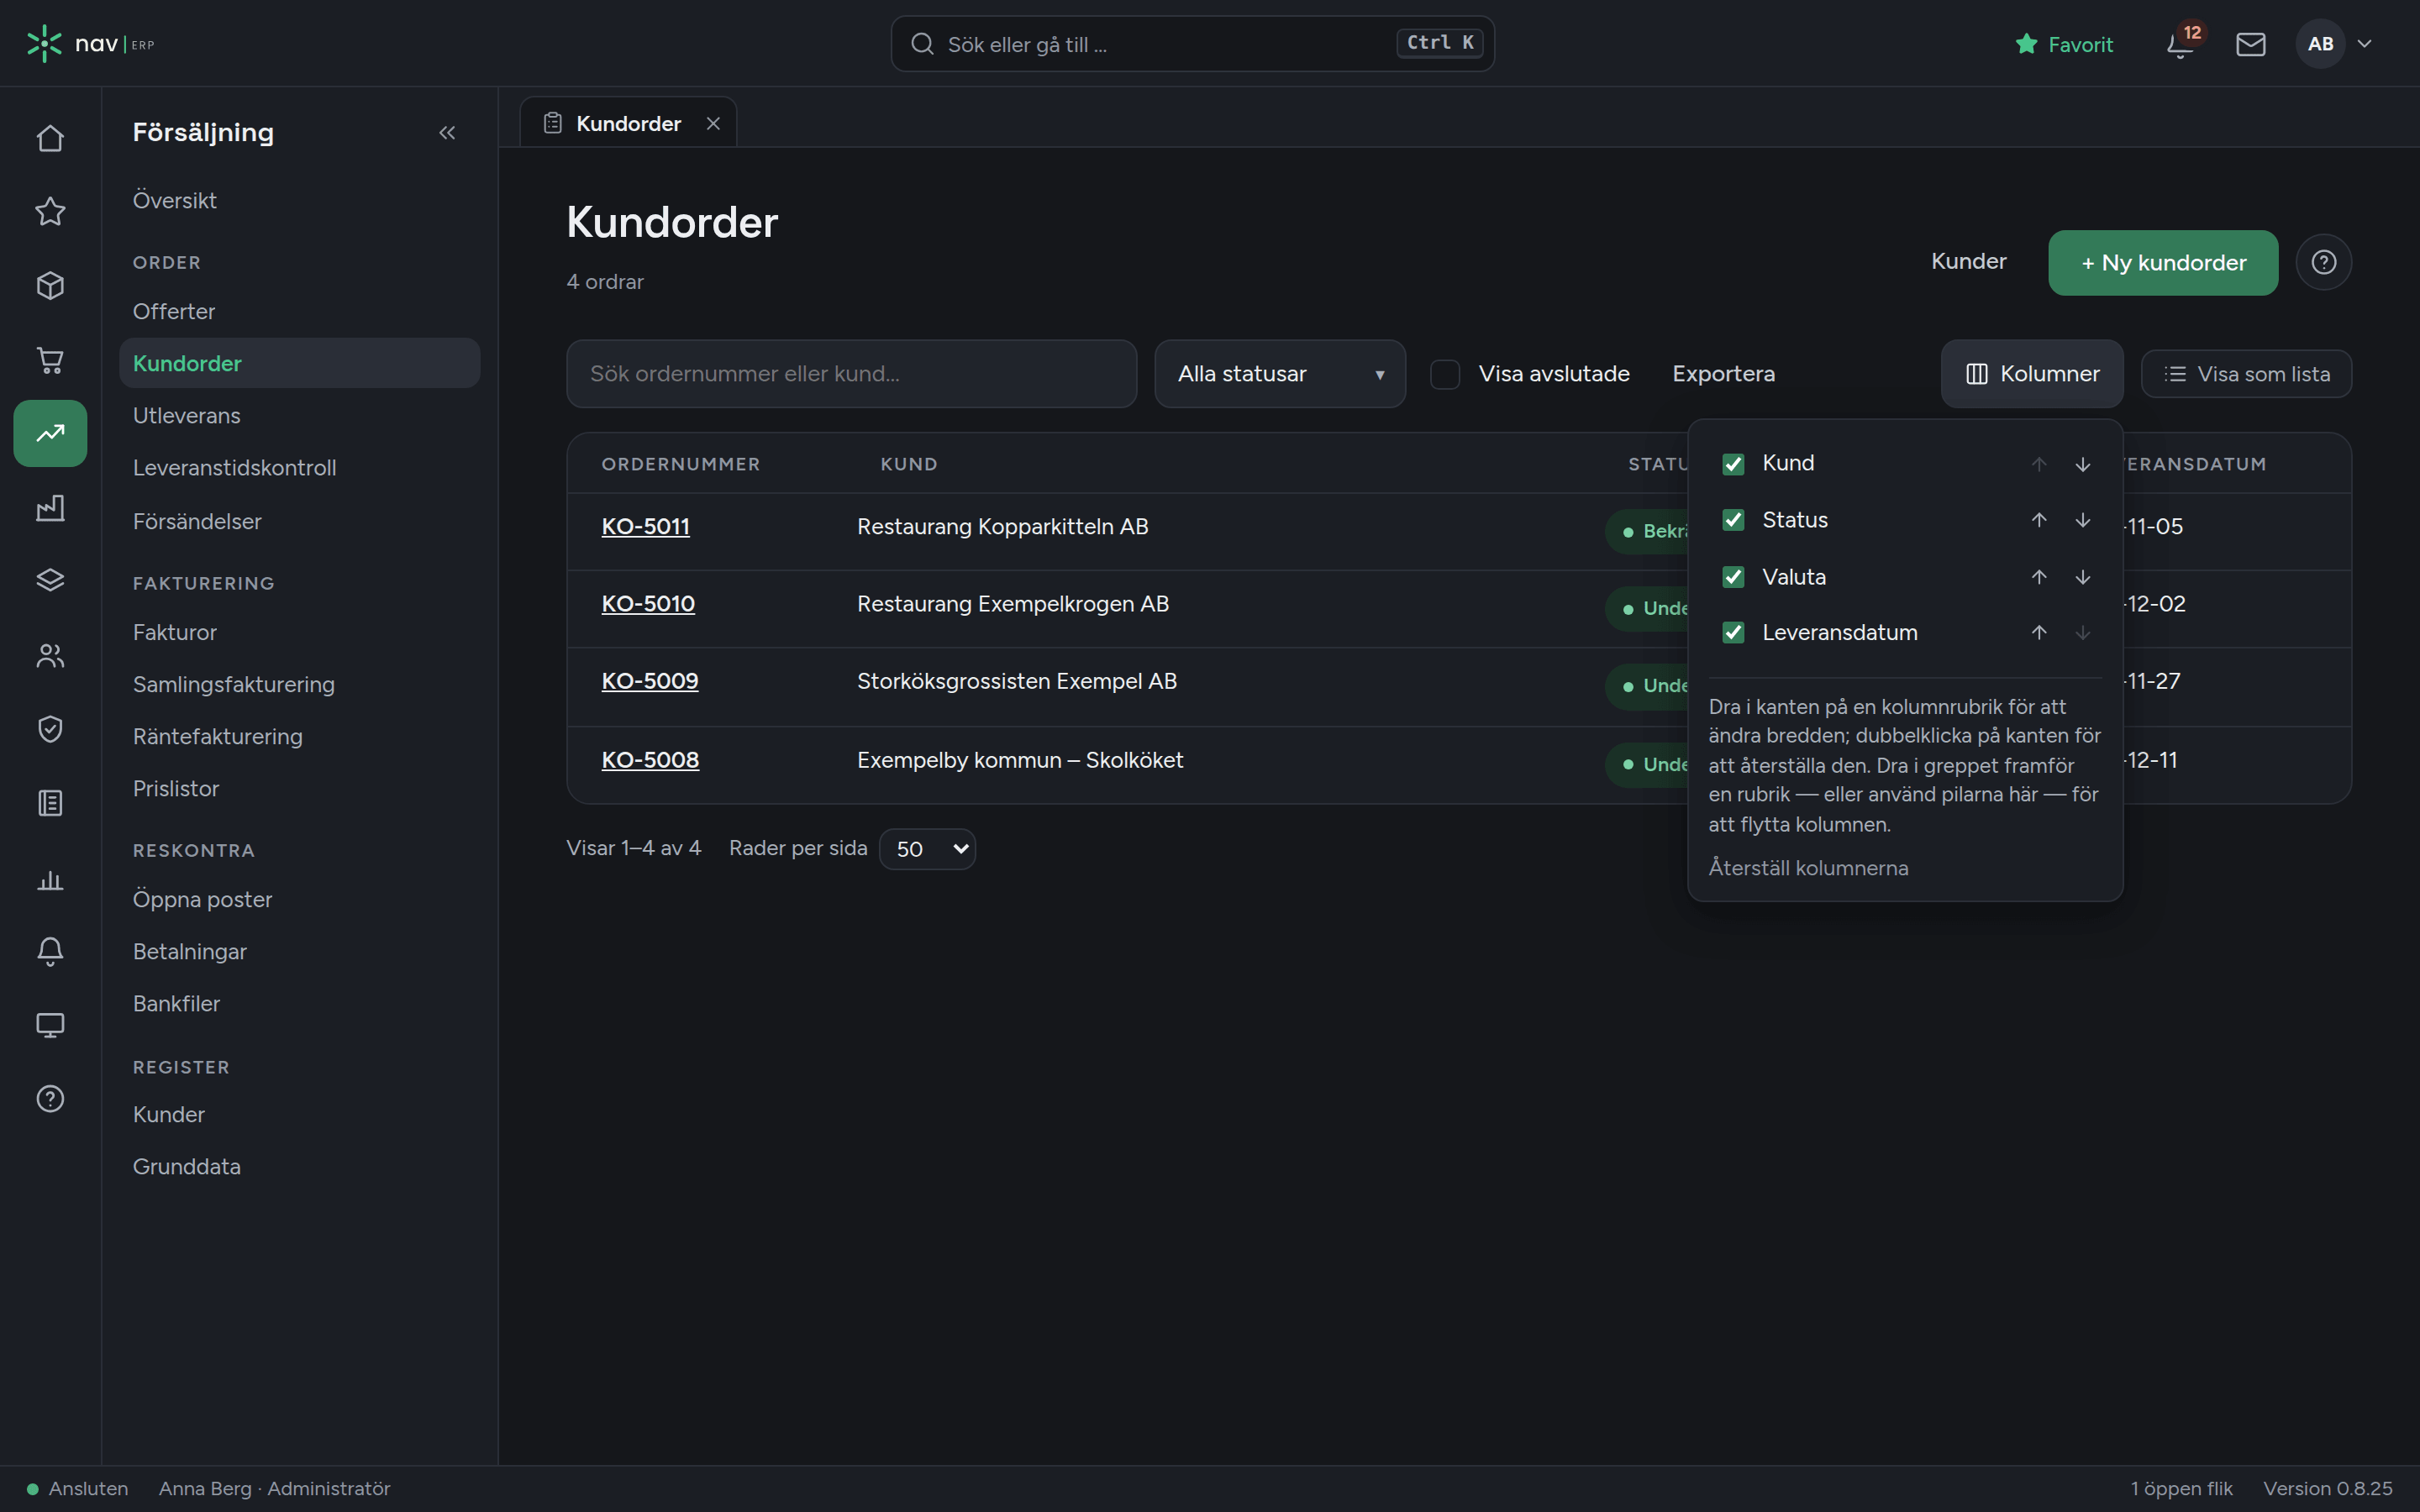 nav ERP
Sök eller gå till ...
Ctrl K
Favorit
12
AB
Försäljning
Översikt
ORDER
Offerter
Kundorder
Utleverans
Leveranstidskontroll
Försändelser
FAKTURERING
Fakturor
Samlingsfakturering
Räntefakturering
Prislistor
RESKONTRA
Öppna poster
Betalningar
Bankfiler
REGISTER
Kunder
Grunddata
Kundorder
Kundorder
4 ordrar
Kunder
+ Ny kundorder
Sök ordernummer eller kund...
Alla statusar
Visa avslutade
Exportera
Kolumner
Visa som lista
ORDERNUMMER KUND STATU ERANSDATUM
KO-5011 Restaurang Kopparkitteln AB Bekrä -11-05
KO-5010 Restaurang Exempelkrogen AB Unde -12-02
KO-5009 Storköksgrossisten Exempel AB Unde -11-27
KO-5008 Exempelby kommun – Skolköket Unde -12-11
Kund
Status
Valuta
Leveransdatum
Dra i kanten på en kolumnrubrik för att
ändra bredden; dubbelklicka på kanten för
att återställa den. Dra i greppet framför
en rubrik — eller använd pilarna här — för
att flytta kolumnen.
Återställ kolumnerna
Visar 1–4 av 4 Rader per sida 50
Ansluten Anna Berg · Administratör
1 öppen flik Version 0.8.25